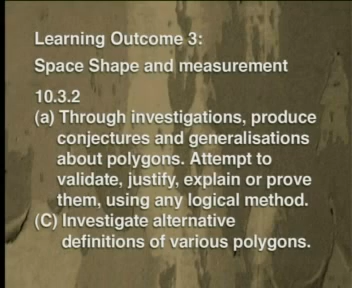 Learning Outcome 3:
Space Shape and measurement
10.3.2
(a) Through investigations, produce
conjectures and generalisations
about polygons. Attempt to
validate, justify, explain or prove
them, using any logical method.
(C) Investigate alternative
definitions of various polygons.